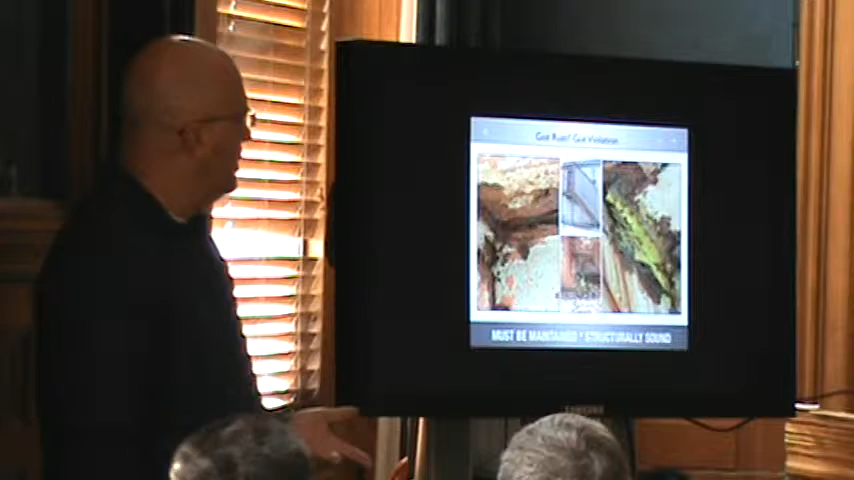 Got Rust? Got Violation
MUST BE MAINTAINED * STRUCTURALLY SOUND
SAMSUNG